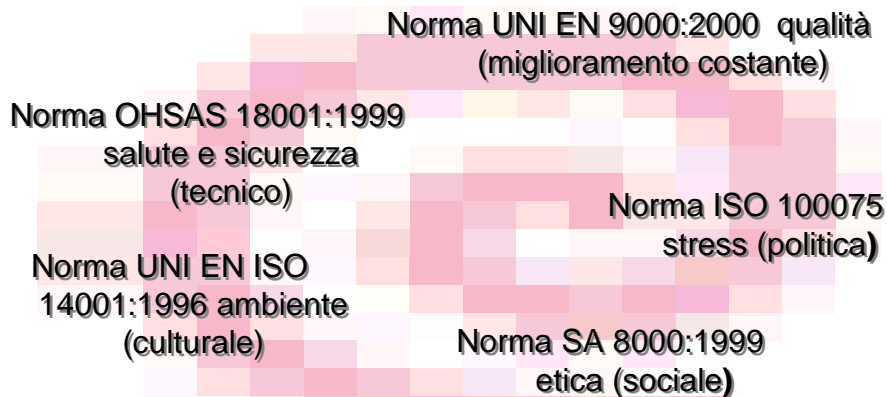 Norma UNI EN 9000:2000 qualità
(miglioramento costante)
Norma OHSAS 18001:1999
salute e sicurezza
(tecnico)
Norma ISO 100075
stress (politica)
Norma UNI EN ISO
14001:1996 ambiente
(culturale)
Norma SA 8000:1999
etica (sociale)